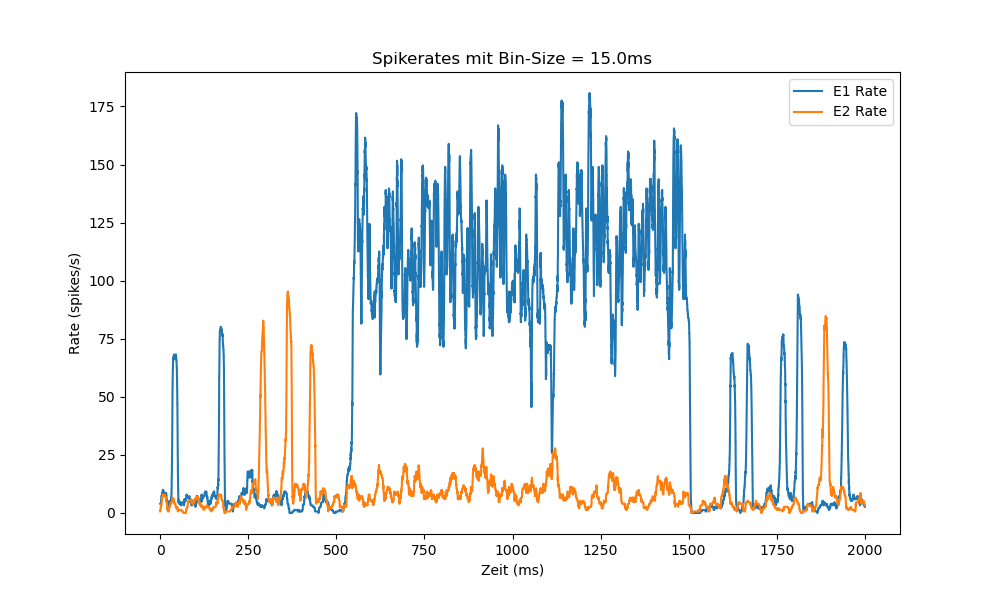 Spikerates mit Bin-Size = 15.0ms
E1 Rate
E2 Rate
175
150
125
100
75
50
25
0
Rate (spikes/s)
0 250 500 750 1000 1250 1500 1750 2000
Zeit (ms)